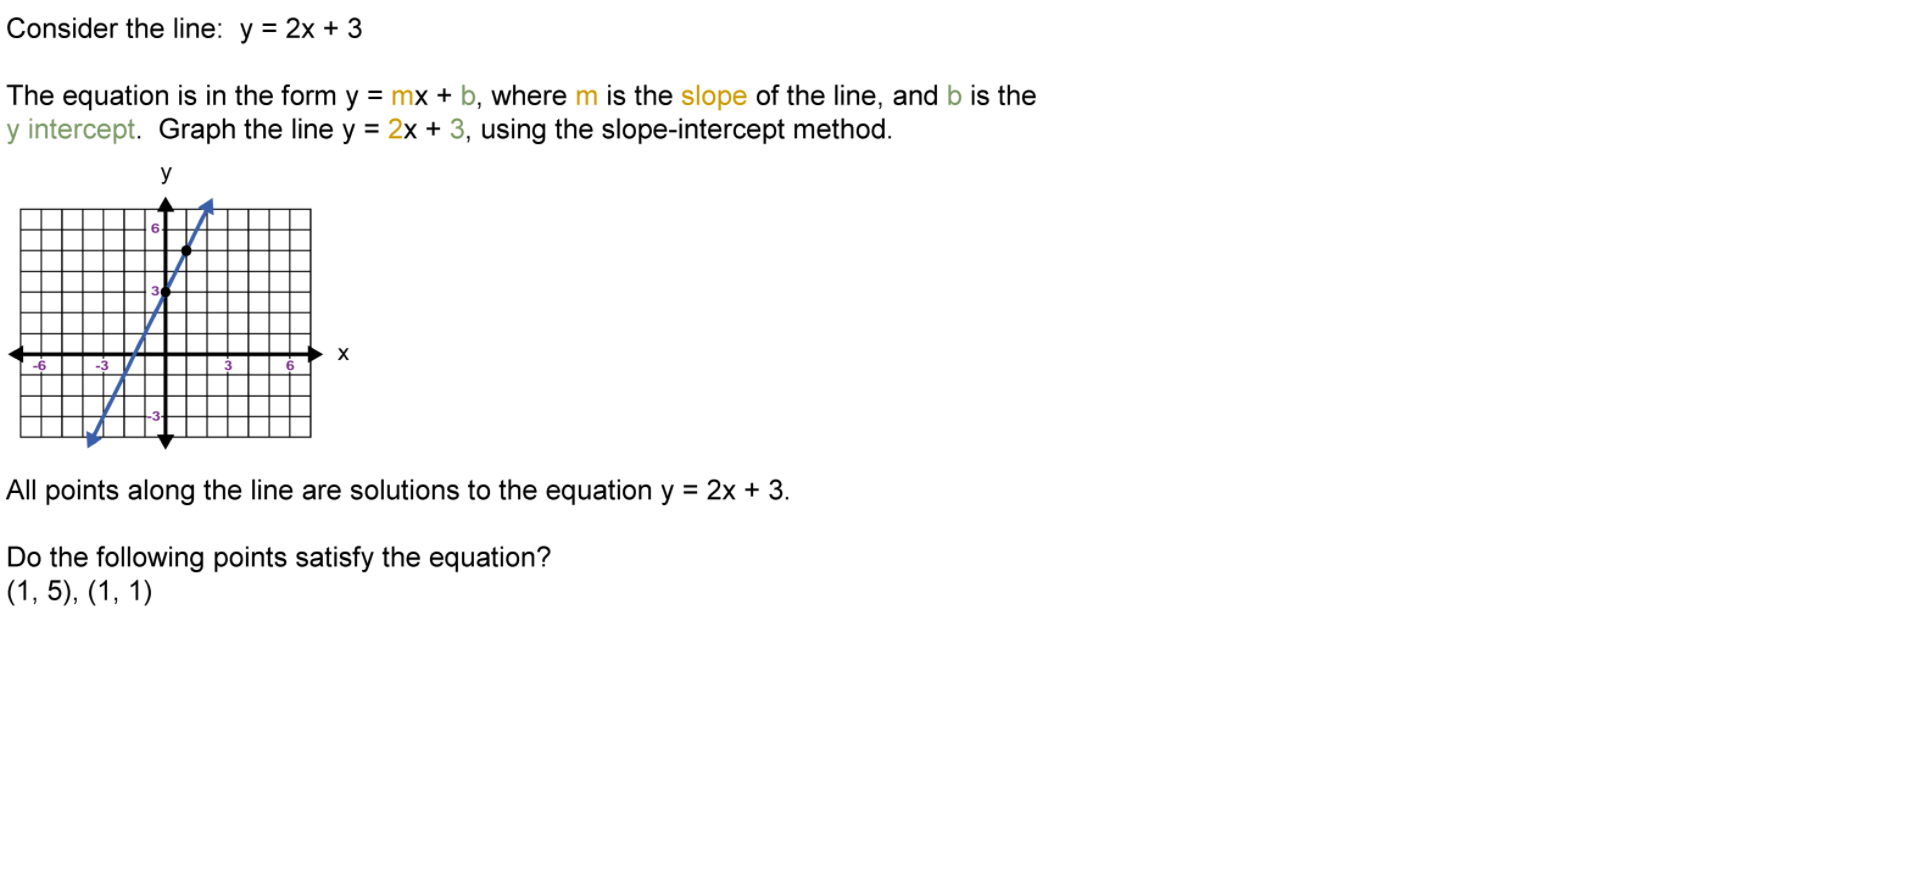 Consider the line:  y = 2x + 3
The equation is in the form y = mx + b, where m is the slope of the line, and b is the
y intercept.  Graph the line y = 2x + 3, using the slope-intercept method.
y
6
3
x
-6 -3 3 6
-3
All points along the line are solutions to the equation y = 2x + 3.
Do the following points satisfy the equation?
(1, 5), (1, 1)